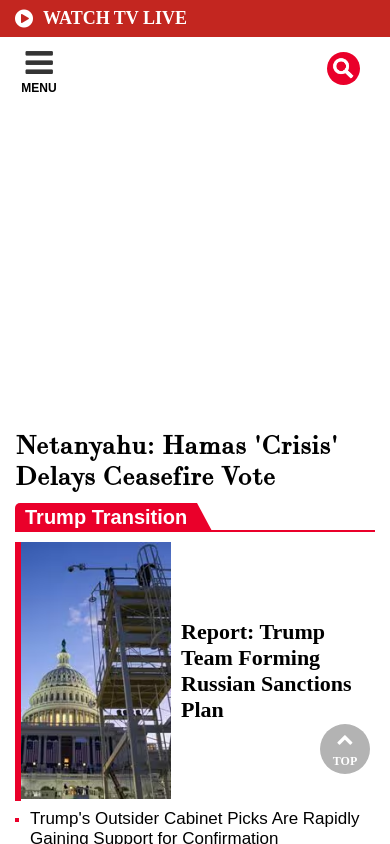 WATCH TV LIVE
MENU
Netanyahu: Hamas 'Crisis'
Delays Ceasefire Vote
Trump Transition
Report: Trump
Team Forming
Russian Sanctions
Plan
TOP
Trump's Outsider Cabinet Picks Are Rapidly
Gaining Support for Confirmation